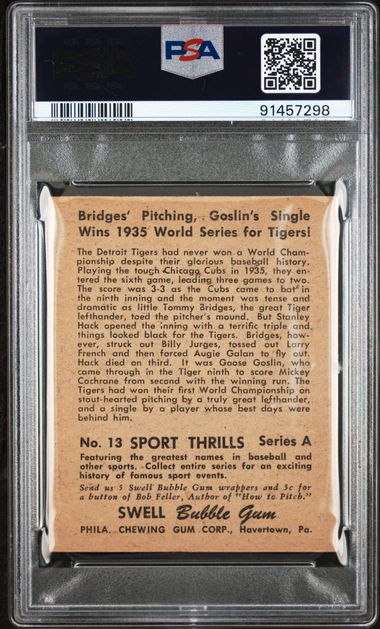 PSA
PSA
91457298
Bridges' Pitching, Goslin's Single
Wins 1935 World Series for Tigers!
The Detroit Tigers had never won a World Cham-
pionship despite their glorious baseball history.
Playing the tough Chicago Cubs in 1935, they en-
tered the sixth game, leading three games to two.
The score was 3-3 as the Cubs came to bat in
the ninth inning and the moment was tense and
dramatic as little Tommy Bridges, the great Tiger
lefthander, toed the pitcher's mound. But Stanley
Hack opened the inning with a terrific triple and,
things looked black for the Tigers. Bridges, how-
ever, struck out Billy Jurges, tossed out Larry
French and then forced Augie Galan to fly out.
Hack died on third. It was Goose Goslin, who
came through in the Tiger ninth to score Mickey
Cochrane from second with the winning run. The
Tigers had won their first World Championship on
stout-hearted pitching by a truly great lefthander,
and a single by a player whose best days were
behind him.
No. 13 SPORT THRILLS Series A
Featuring the greatest names in baseball and
other sports. Collect entire series for an exciting
history of famous sport events.
Send us 5 Swell Bubble Gum wrappers and 5c for
a button of Bob Feller, Author of "How to Pitch."
SWELL Bubble Gum
PHILA. CHEWING GUM CORP., Havertown, Pa.